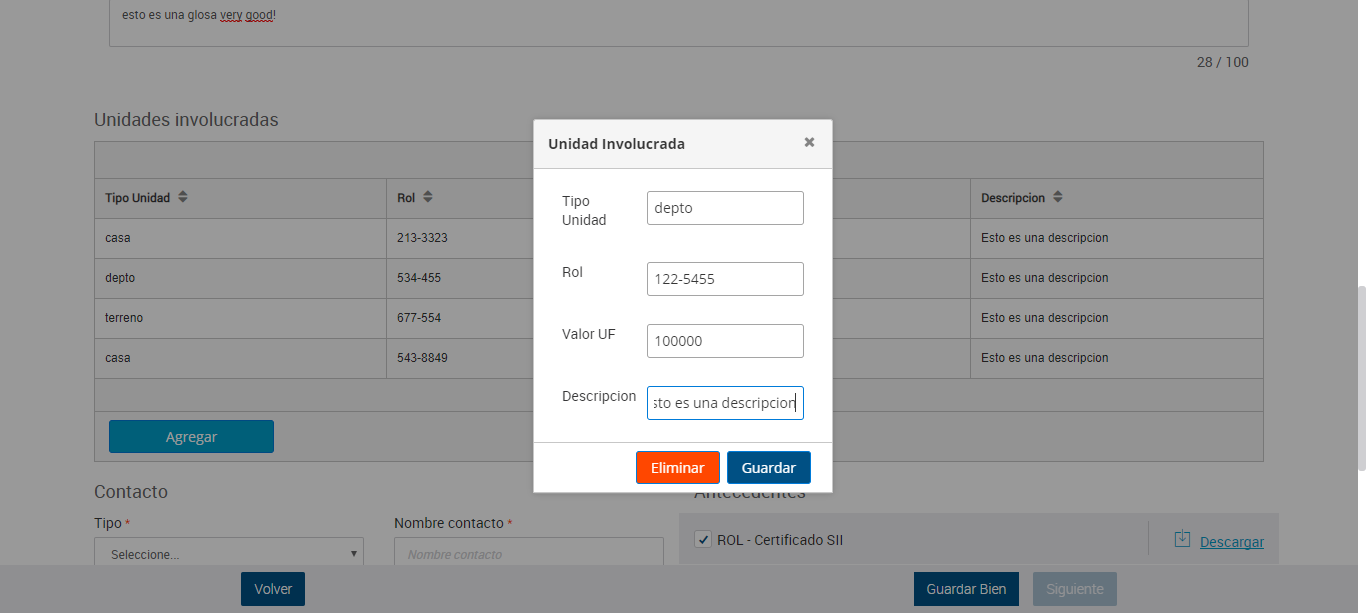 esto es una glosa very good!
28 / 100
Unidades involucradas
Tipo Unidad Rol Descripcion
casa 213-3323 Esto es una descripcion
depto 534-455 Esto es una descripcion
terreno 677-554 Esto es una descripcion
casa 543-8849 Esto es una descripcion
Agregar
Unidad Involucrada
Tipo Unidad depto
Rol 122-5455
Valor UF 100000
Descripcion sto es una descripcion
Eliminar Guardar
Contacto
Tipo * Nombre contacto *
Seleccione... Nombre contacto
Antecedentes
ROL - Certificado SII Descargar
Volver Guardar Bien Siguiente